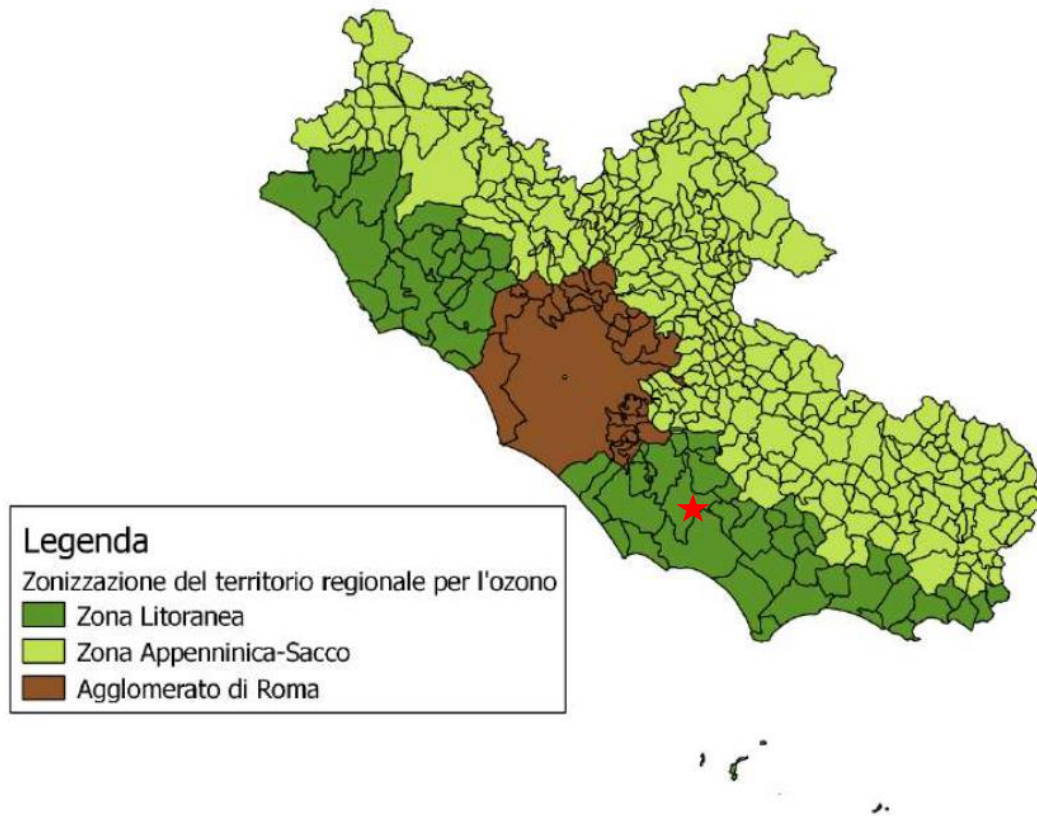 Legenda
Zonizzazione del territorio regionale per l'ozono
Zona Litoranea
Zona Appenninica-Sacco
Agglomerato di Roma